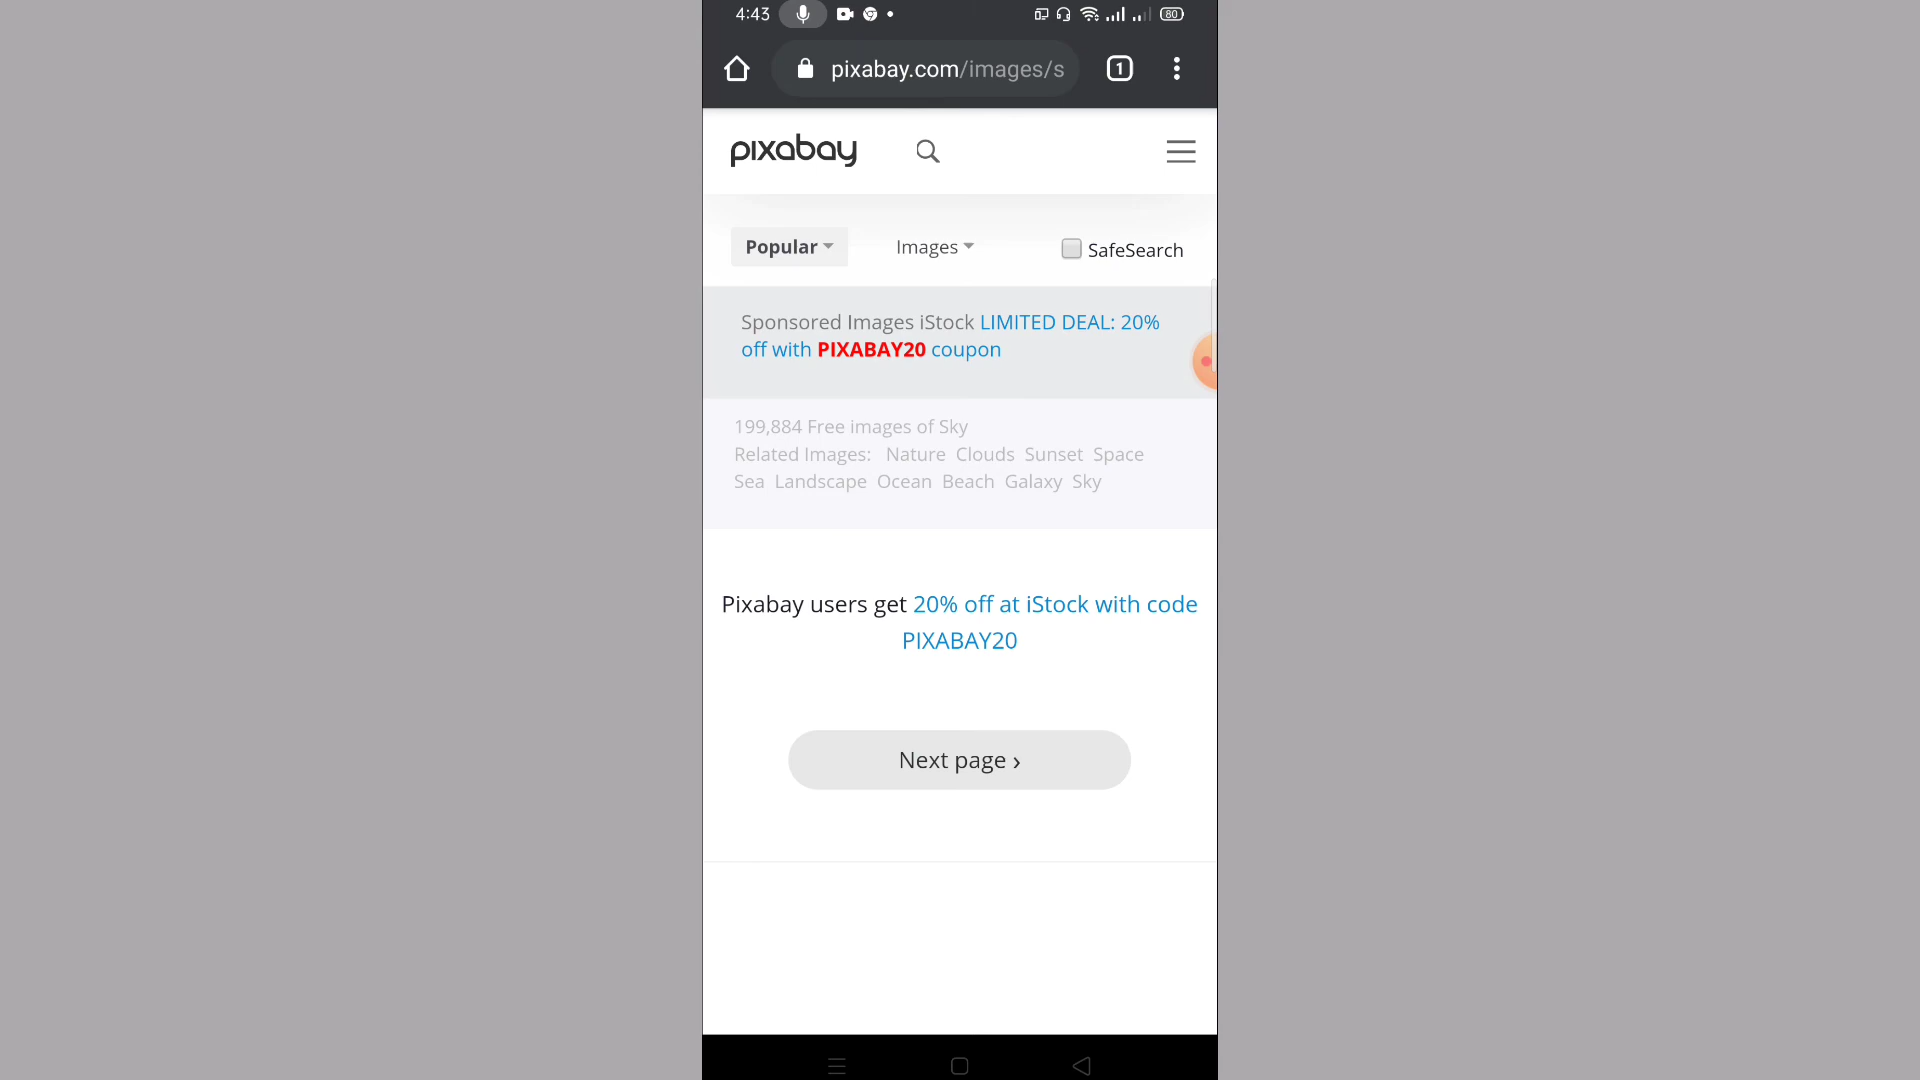 4:43
80
pixabay.com/images/s
1
pixabay
Popular Images SafeSearch
Sponsored Images iStock LIMITED DEAL: 20%
off with PIXABAY20 coupon
199,884 Free images of Sky
Related Images: Nature Clouds Sunset Space
Sea Landscape Ocean Beach Galaxy Sky
Pixabay users get 20% off at iStock with code
PIXABAY20
Next page ›